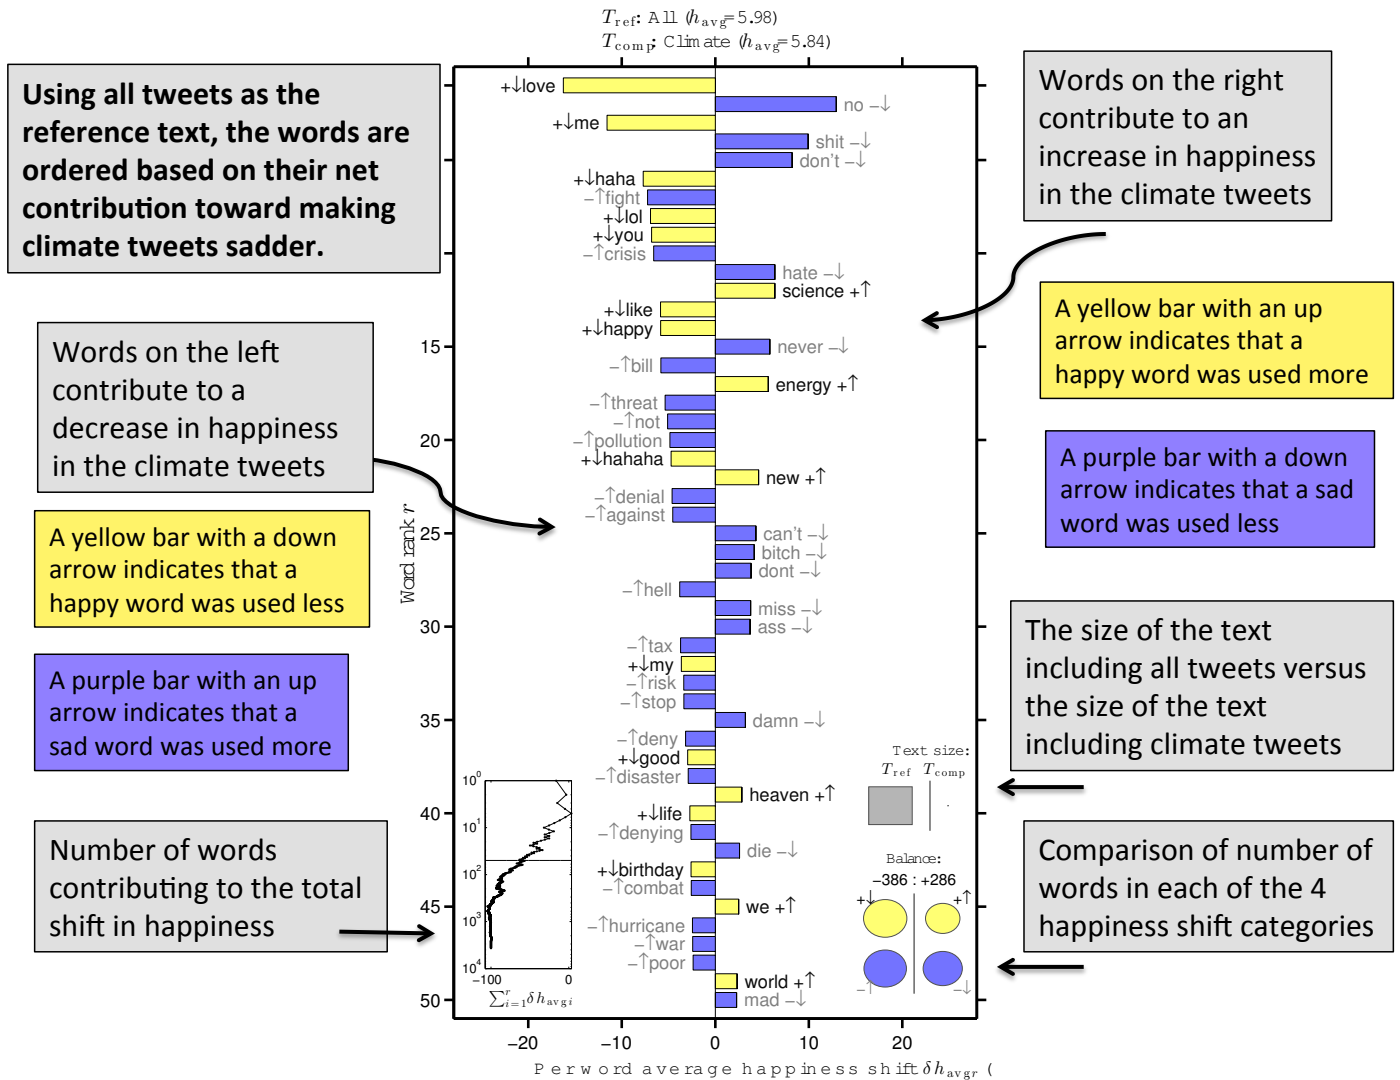 T_ref: All (h_avg=5.98)
T_comp: Climate (h_avg=5.84)
Using all tweets as the
reference text, the words are
ordered based on their net
contribution toward making
climate tweets sadder.
Words on the left
contribute to a
decrease in happiness
in the climate tweets
A yellow bar with a down
arrow indicates that a
happy word was used less
A purple bar with an up
arrow indicates that a
sad word was used more
Number of words
contributing to the total
shift in happiness
Word rank r
15
20
25
30
35
40
45
50
+↓love
no −↓
+↓me
shit −↓
don't −↓
+↓haha
−↑fight
+↓lol
+↓you
−↑crisis
hate −↓
science +↑
+↓like
+↓happy
never −↓
−↑bill
energy +↑
−↑threat
−↑not
−↑pollution
+↓hahaha
new +↑
−↑denial
−↑against
can't −↓
bitch −↓
dont −↓
−↑hell
miss −↓
ass −↓
−↑tax
+↓my
−↑risk
−↑stop
damn −↓
−↑deny
+↓good
−↑disaster
heaven +↑
+↓life
−↑denying
die −↓
+↓birthday
−↑combat
we +↑
−↑hurricane
−↑war
−↑poor
world +↑
mad −↓
10⁰
10¹
10²
10³
10⁴
−100 0
∑ʳᵢ₌₁ δh_avg i
Text size:
T_ref T_comp
Balance:
−386 : +286
+↓ +↑
−↑ −↓
−20 −10 0 10 20
Per word average happiness shift δh_avg r (
Words on the right
contribute to an
increase in happiness
in the climate tweets
A yellow bar with an up
arrow indicates that a
happy word was used more
A purple bar with a down
arrow indicates that a sad
word was used less
The size of the text
including all tweets versus
the size of the text
including climate tweets
Comparison of number of
words in each of the 4
happiness shift categories